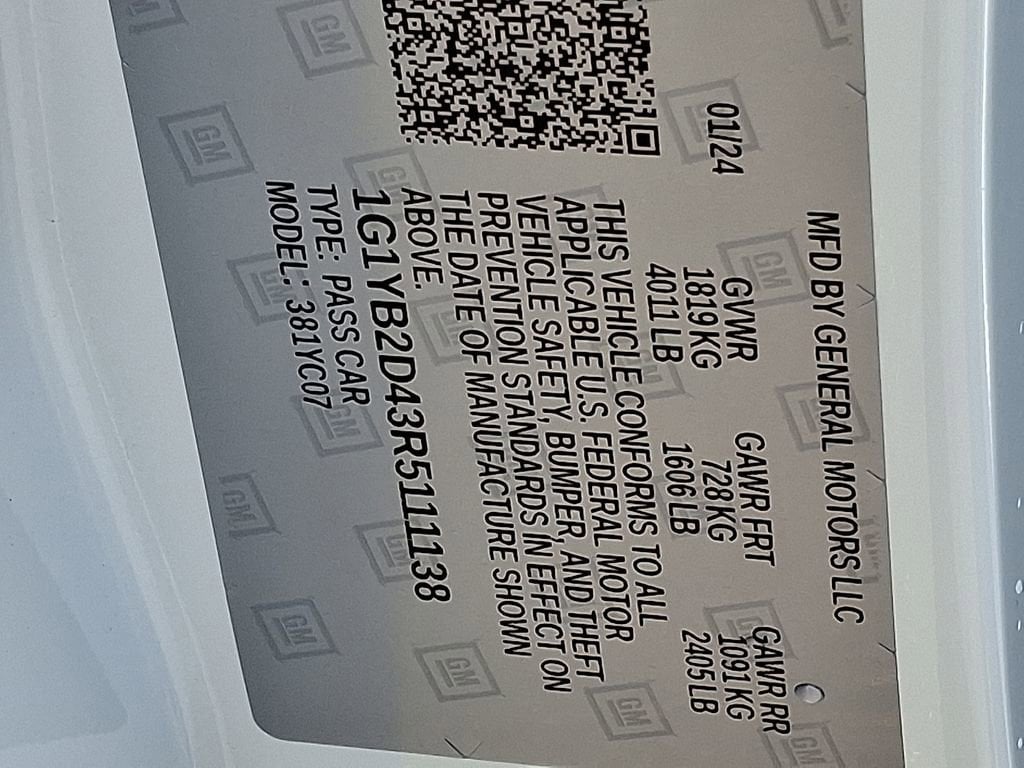 MFD BY GENERAL MOTORS LLC
01/24 GVWR GAWR FRT GAWR RR
1819 KG 728 KG 1091 KG
4011 LB 1606 LB 2405 LB
THIS VEHICLE CONFORMS TO ALL
APPLICABLE U.S. FEDERAL MOTOR
VEHICLE SAFETY, BUMPER, AND THEFT
PREVENTION STANDARDS IN EFFECT ON
THE DATE OF MANUFACTURE SHOWN
ABOVE.
1G1YB2D43R5111138
TYPE: PASS CAR
MODEL: 381YC07